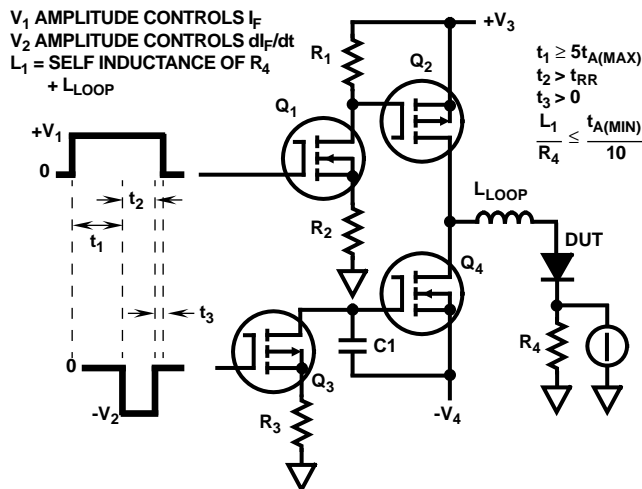 V1 AMPLITUDE CONTROLS IF
V2 AMPLITUDE CONTROLS dIF/dt
L1 = SELF INDUCTANCE OF R4
+ LLOOP
+V3
R1
Q2
t1 ≥ 5tA(MAX)
t2 > tRR
t3 > 0
L1/R4 ≤ tA(MIN)/10
Q1
+V1
0
t2
t1
R2
LLOOP
DUT
Q4
t3
C1
R4
0
Q3
-V2
R3
-V4